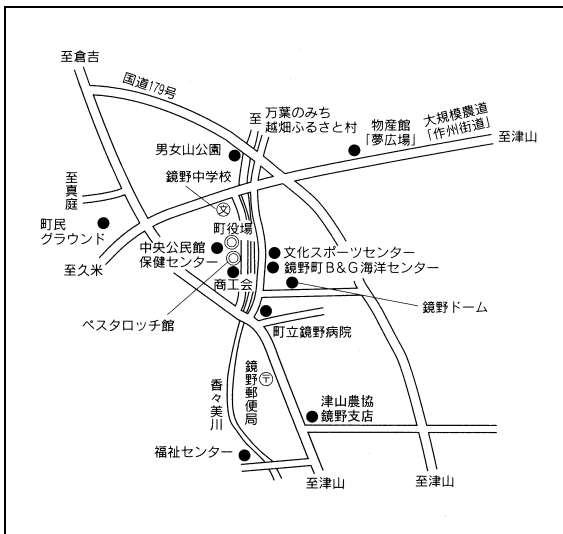 至倉吉
国道179号
至 万葉のみち
越畑ふるさと村
物産館
「夢広場」
大規模農道
「作州街道」
至津山
男女山公園
鏡野中学校
文
至真庭
町民
グラウンド
町役場
中央公民館
保健センター
至久米
商工会
文化スポーツセンター
鏡野町B&G海洋センター
ペスタロッチ館
鏡野ドーム
町立鏡野病院
香々美川
鏡野郵便局
〒
津山農協
鏡野支店
福祉センター
至津山
至津山